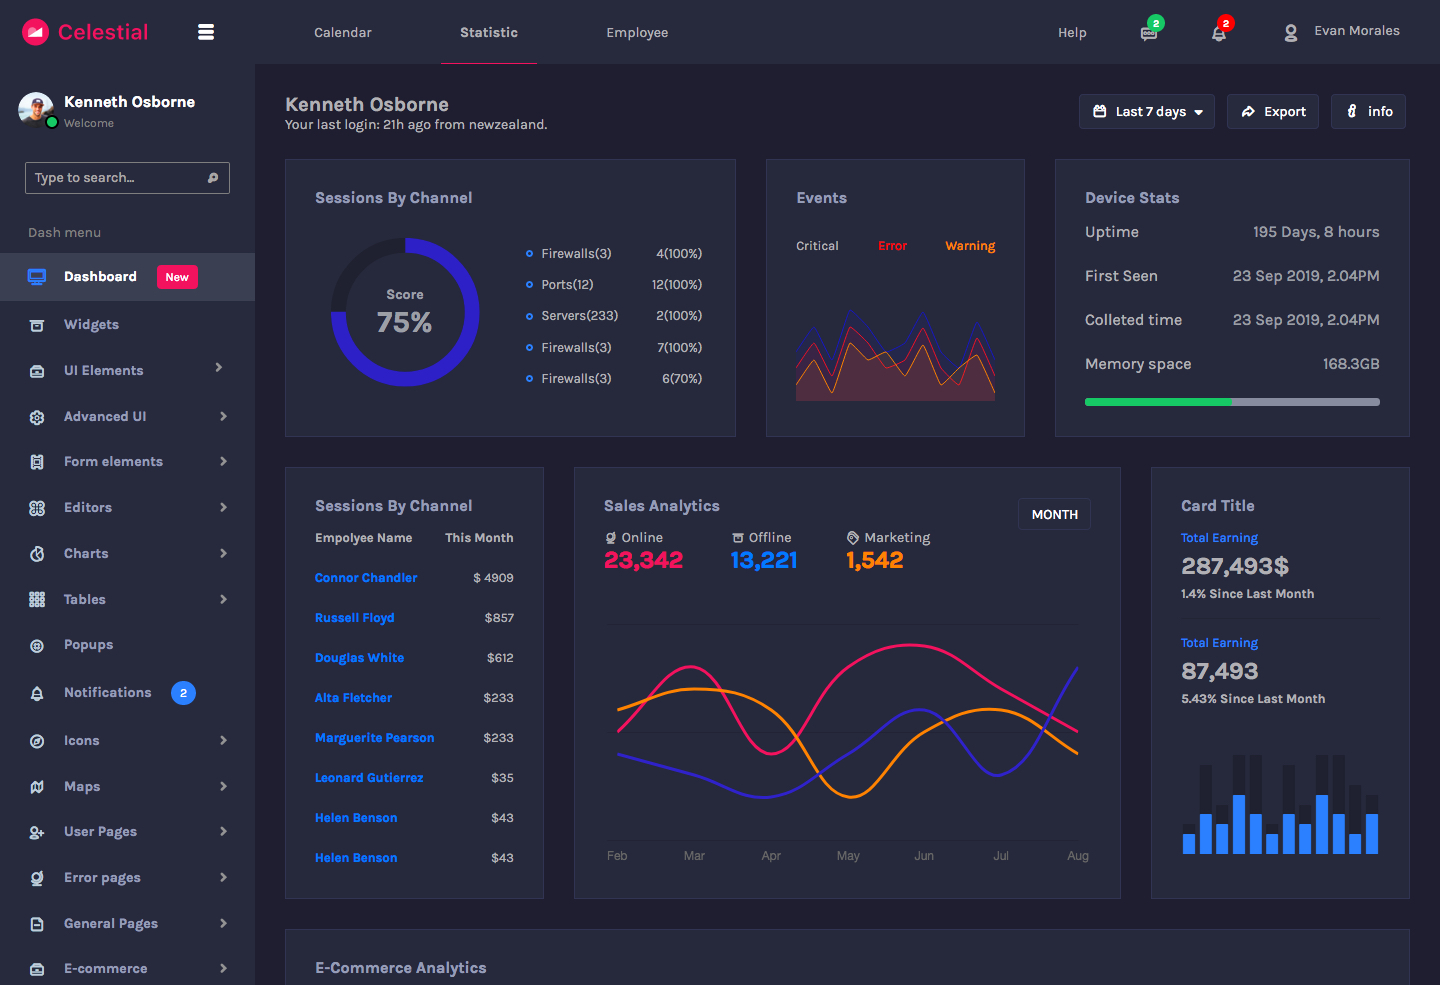 Celestial
Calendar
Statistic
Employee
Help
2
2
Evan Morales
Kenneth Osborne
Welcome
Type to search...
Dash menu
Dashboard New
Widgets
UI Elements
Advanced UI
Form elements
Editors
Charts
Tables
Popups
Notifications 2
Icons
Maps
User Pages
Error pages
General Pages
E-commerce
Kenneth Osborne
Your last login: 21h ago from newzealand.
Last 7 days
Export
info
Sessions By Channel
Score
75%
Firewalls(3) 4(100%)
Ports(12) 12(100%)
Servers(233) 2(100%)
Firewalls(3) 7(100%)
Firewalls(3) 6(70%)
Events
Critical Error Warning
Device Stats
Uptime 195 Days, 8 hours
First Seen 23 Sep 2019, 2.04PM
Colleted time 23 Sep 2019, 2.04PM
Memory space 168.3GB
Sessions By Channel
Empolyee Name This Month
Connor Chandler $ 4909
Russell Floyd $857
Douglas White $612
Alta Fletcher $233
Marguerite Pearson $233
Leonard Gutierrez $35
Helen Benson $43
Helen Benson $43
Sales Analytics
MONTH
Online Offline Marketing
23,342 13,221 1,542
Feb Mar Apr May Jun Jul Aug
Card Title
Total Earning
287,493$
1.4% Since Last Month
Total Earning
87,493
5.43% Since Last Month
E-Commerce Analytics